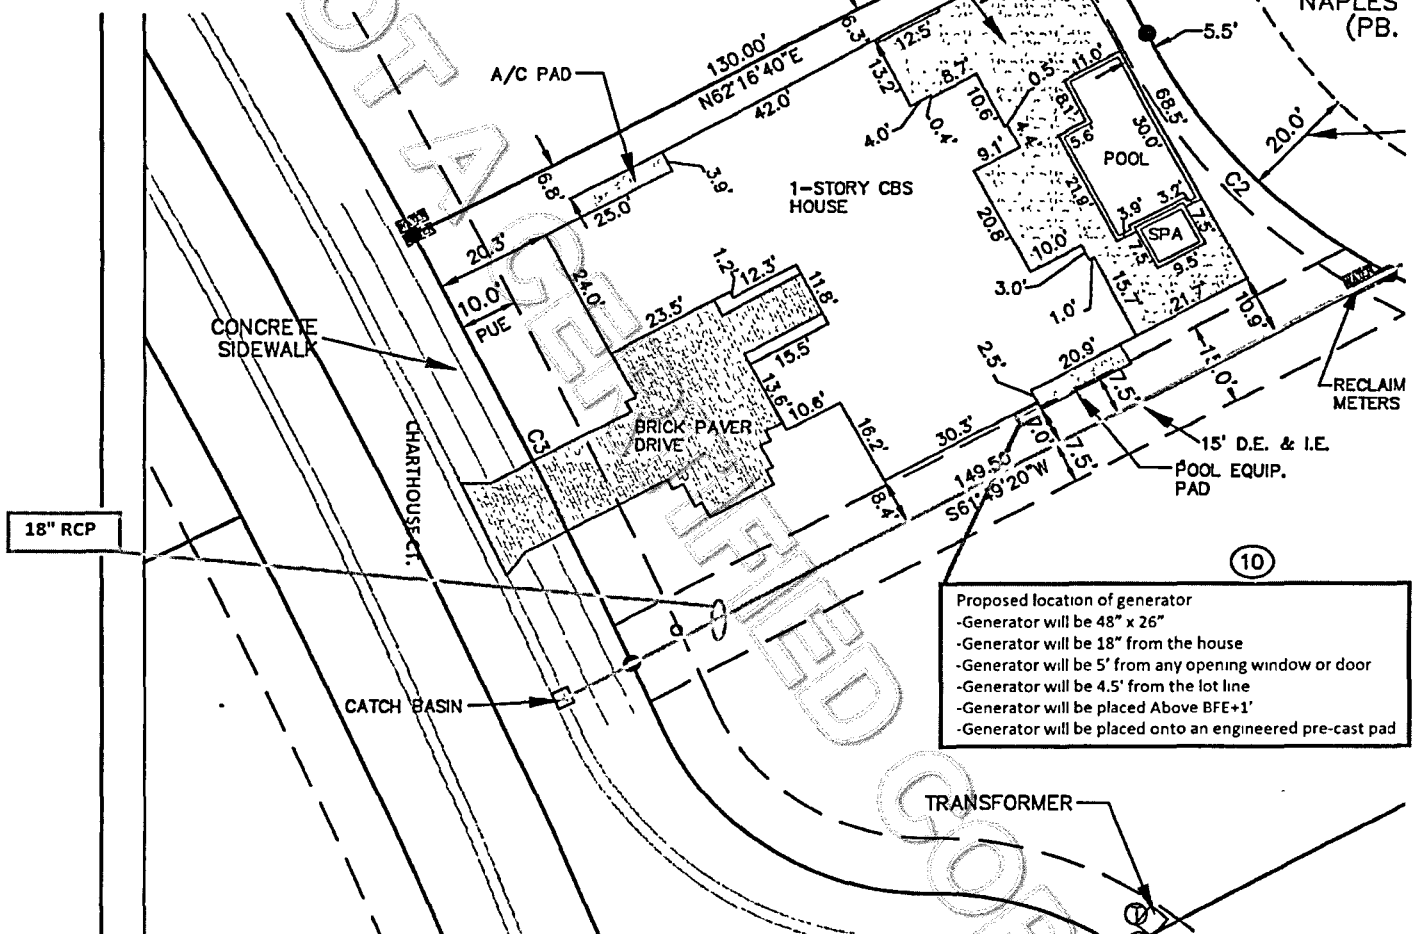 NAPLES
(PB.
5.5'
6.3'
12.5'
130.00'
N62°16'40"E
42.0'
A/C PAD
13.2'
8.7'
0.5'
11.0'
10.6'
4.0'
0.4'
8.1'
68.5'
5.6'
30.0'
20.0'
9.1'
POOL
C2
3.9'
6.8'
25.0'
1-STORY CBS
HOUSE
21.9'
3.2'
3.9'
20.8'
SPA
7.5'
7.5'
9.5'
10.0'
20.3'
24.0'
1.2'
12.3'
11.8'
3.0'
15.7'
1.0'
21.7'
10.9'
WATER
10.0'
PUE
23.5'
CONCRETE
SIDEWALK
15.5'
2.5'
20.9'
15.0'
7.5'
13.6'
10.6'
RECLAIM
METERS
CHARTHOUSE CT.
C3
BRICK PAVER
DRIVE
16.2'
30.3'
7.0'
7.5'
15' D.E. & I.E.
POOL EQUIP.
PAD
149.50'
S61°49'20"W
8.4'
18" RCP
10
Proposed location of generator
-Generator will be 48" x 26"
-Generator will be 18" from the house
-Generator will be 5' from any opening window or door
-Generator will be 4.5' from the lot line
-Generator will be placed Above BFE+1'
-Generator will be placed onto an engineered pre-cast pad
CATCH BASIN
TRANSFORMER
T